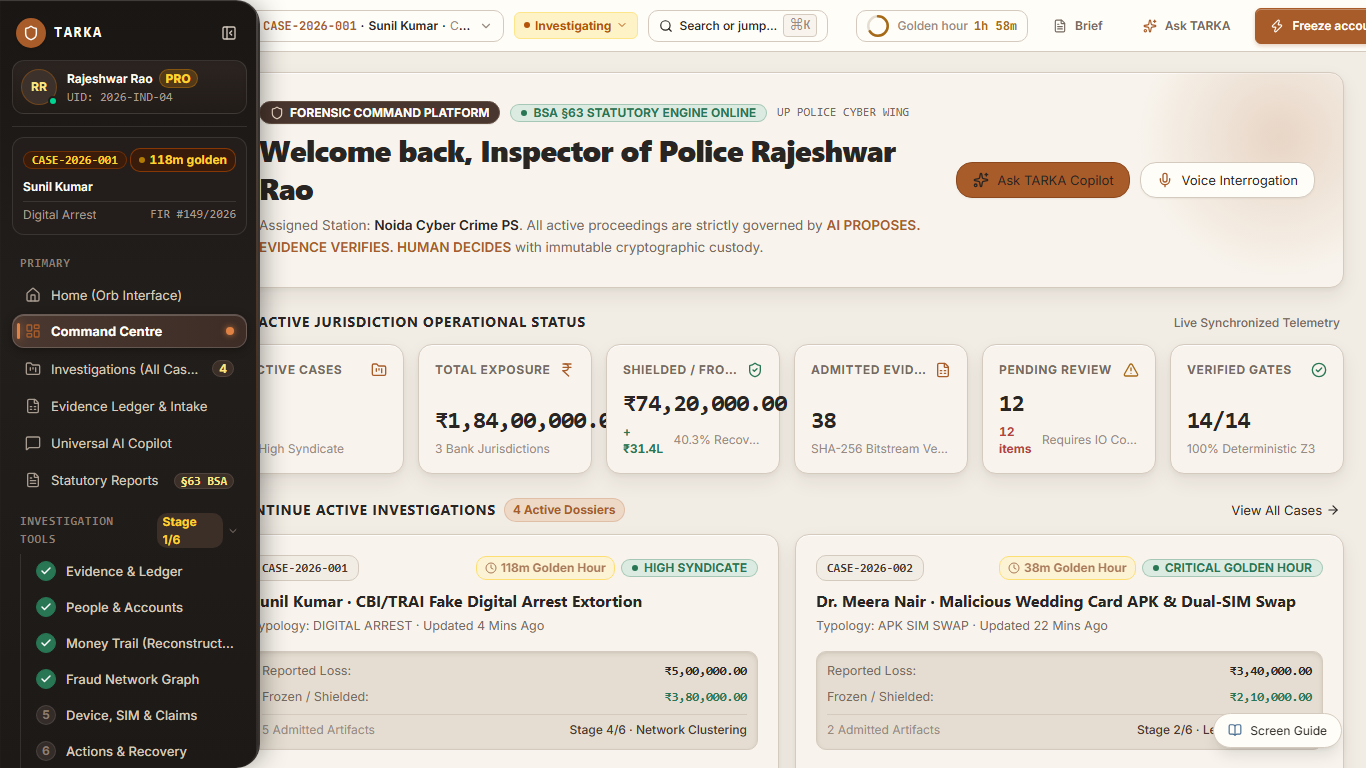 TARKA
RR
Rajeshwar Rao PRO
UID: 2026-IND-04
CASE-2026-001 118m golden
Sunil Kumar
Digital Arrest FIR #149/2026
PRIMARY
Home (Orb Interface)
Command Centre
Investigations (All Cas... 4
Evidence Ledger & Intake
Universal AI Copilot
Statutory Reports §63 BSA
INVESTIGATION TOOLS Stage 1/6
Evidence & Ledger
People & Accounts
Money Trail (Reconstruct...
Fraud Network Graph
5 Device, SIM & Claims
6 Actions & Recovery
CASE-2026-001 · Sunil Kumar · C... Investigating Search or jump... ⌘K Golden hour 1h 58m Brief Ask TARKA Freeze accou
FORENSIC COMMAND PLATFORM BSA §63 STATUTORY ENGINE ONLINE UP POLICE CYBER WING
Welcome back, Inspector of Police Rajeshwar
Rao
Assigned Station: Noida Cyber Crime PS. All active proceedings are strictly governed by AI PROPOSES.
EVIDENCE VERIFIES. HUMAN DECIDES with immutable cryptographic custody.
Ask TARKA Copilot Voice Interrogation
ACTIVE JURISDICTION OPERATIONAL STATUS Live Synchronized Telemetry
CTIVE CASES
High Syndicate
TOTAL EXPOSURE
₹1,84,00,000.0
3 Bank Jurisdictions
SHIELDED / FRO...
₹74,20,000.00
+
₹31.4L 40.3% Recov...
ADMITTED EVID...
38
SHA-256 Bitstream Ve...
PENDING REVIEW
12
12
items Requires IO Co...
VERIFIED GATES
14/14
100% Deterministic Z3
NTINUE ACTIVE INVESTIGATIONS 4 Active Dossiers View All Cases →
CASE-2026-001 118m Golden Hour HIGH SYNDICATE
unil Kumar · CBI/TRAI Fake Digital Arrest Extortion
ypology: DIGITAL ARREST · Updated 4 Mins Ago
Reported Loss: ₹5,00,000.00
Frozen / Shielded: ₹3,80,000.00
5 Admitted Artifacts Stage 4/6 · Network Clustering
CASE-2026-002 38m Golden Hour CRITICAL GOLDEN HOUR
Dr. Meera Nair · Malicious Wedding Card APK & Dual-SIM Swap
Typology: APK SIM SWAP · Updated 22 Mins Ago
Reported Loss: ₹3,40,000.00
Frozen / Shielded: ₹2,10,000.00
2 Admitted Artifacts Stage 2/6 · Le
Screen Guide